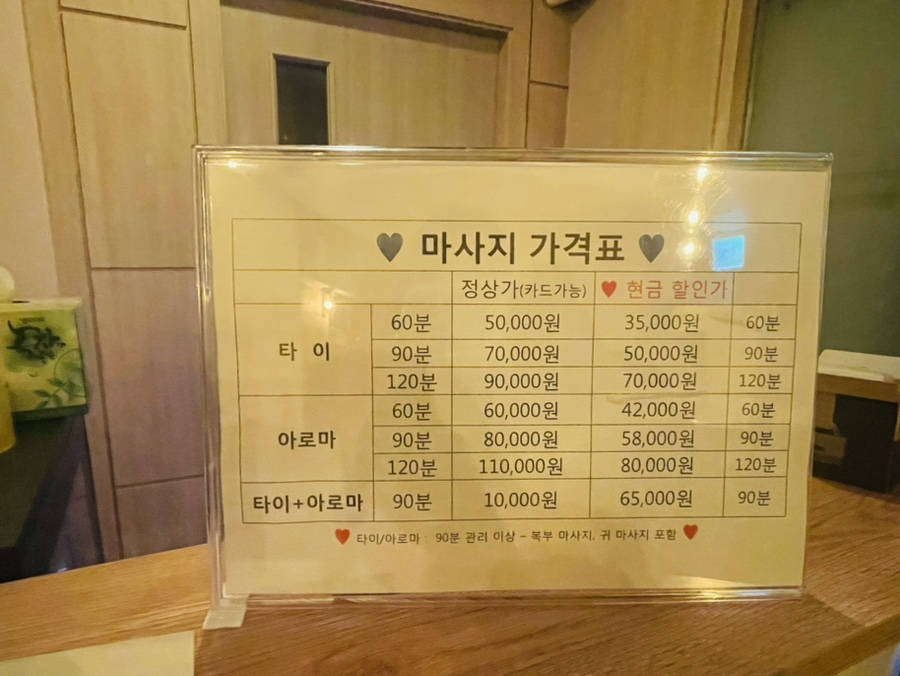 ♥ 마사지 가격표 ♥
정상가(카드가능) ♥ 현금 할인가
타 이 60분 50,000원 35,000원 60분
90분 70,000원 50,000원 90분
120분 90,000원 70,000원 120분
아로마 60분 60,000원 42,000원 60분
90분 80,000원 58,000원 90분
120분 110,000원 80,000원 120분
타이+아로마 90분 10,000원 65,000원 90분
♥ 타이/아로마 : 90분 관리 이상 – 복부 마사지, 귀 마사지 포함 ♥